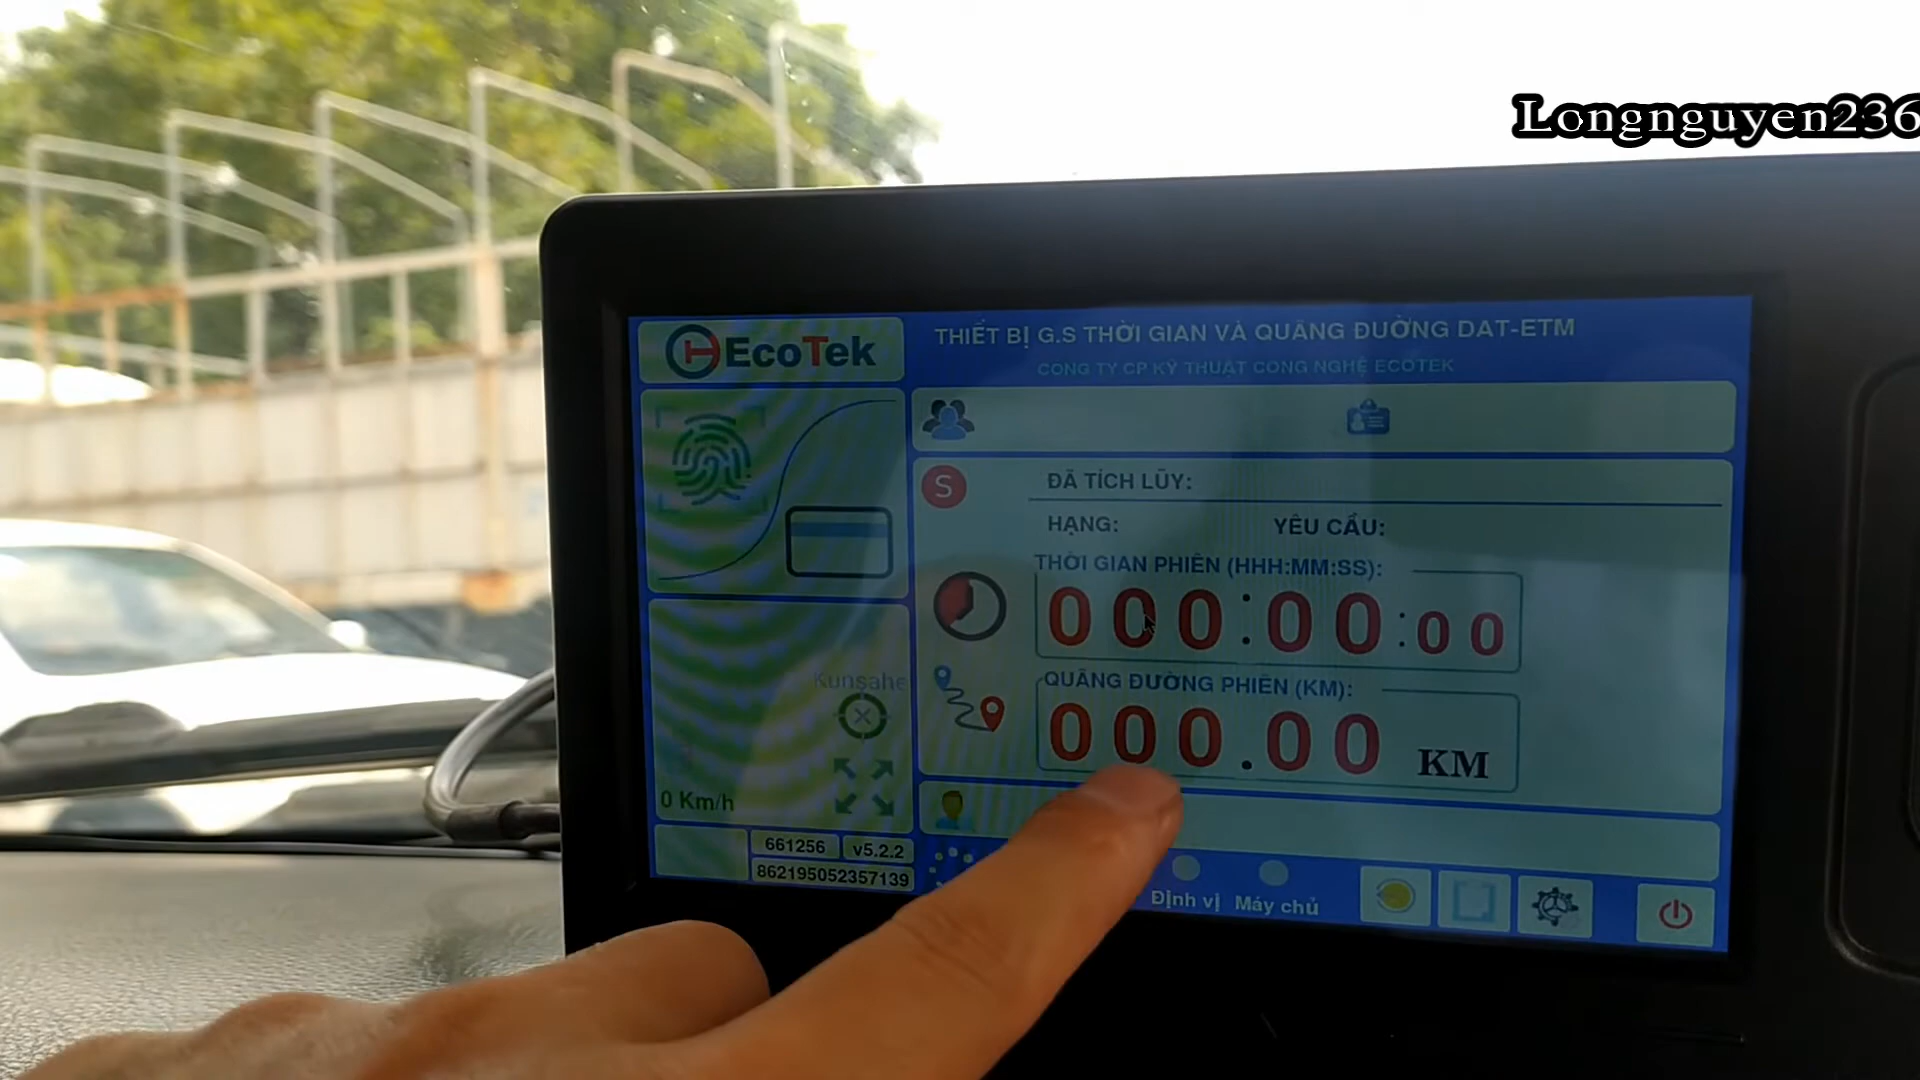 Longnguyen236
EcoTek
THIẾT BỊ G.S THỜI GIAN VÀ QUÃNG ĐƯỜNG DAT-ETM
CÔNG TY CP KỸ THUẬT CÔNG NGHỆ ECOTEK
S
ĐÃ TÍCH LŨY:
HẠNG: YÊU CẦU:
THỜI GIAN PHIÊN (HHH:MM:SS):
000:00:00
QUÃNG ĐƯỜNG PHIÊN (KM):
000.00 KM
Kunsahe
0 Km/h
661256 v5.2.2
862195052357139
Định vị Máy chủ